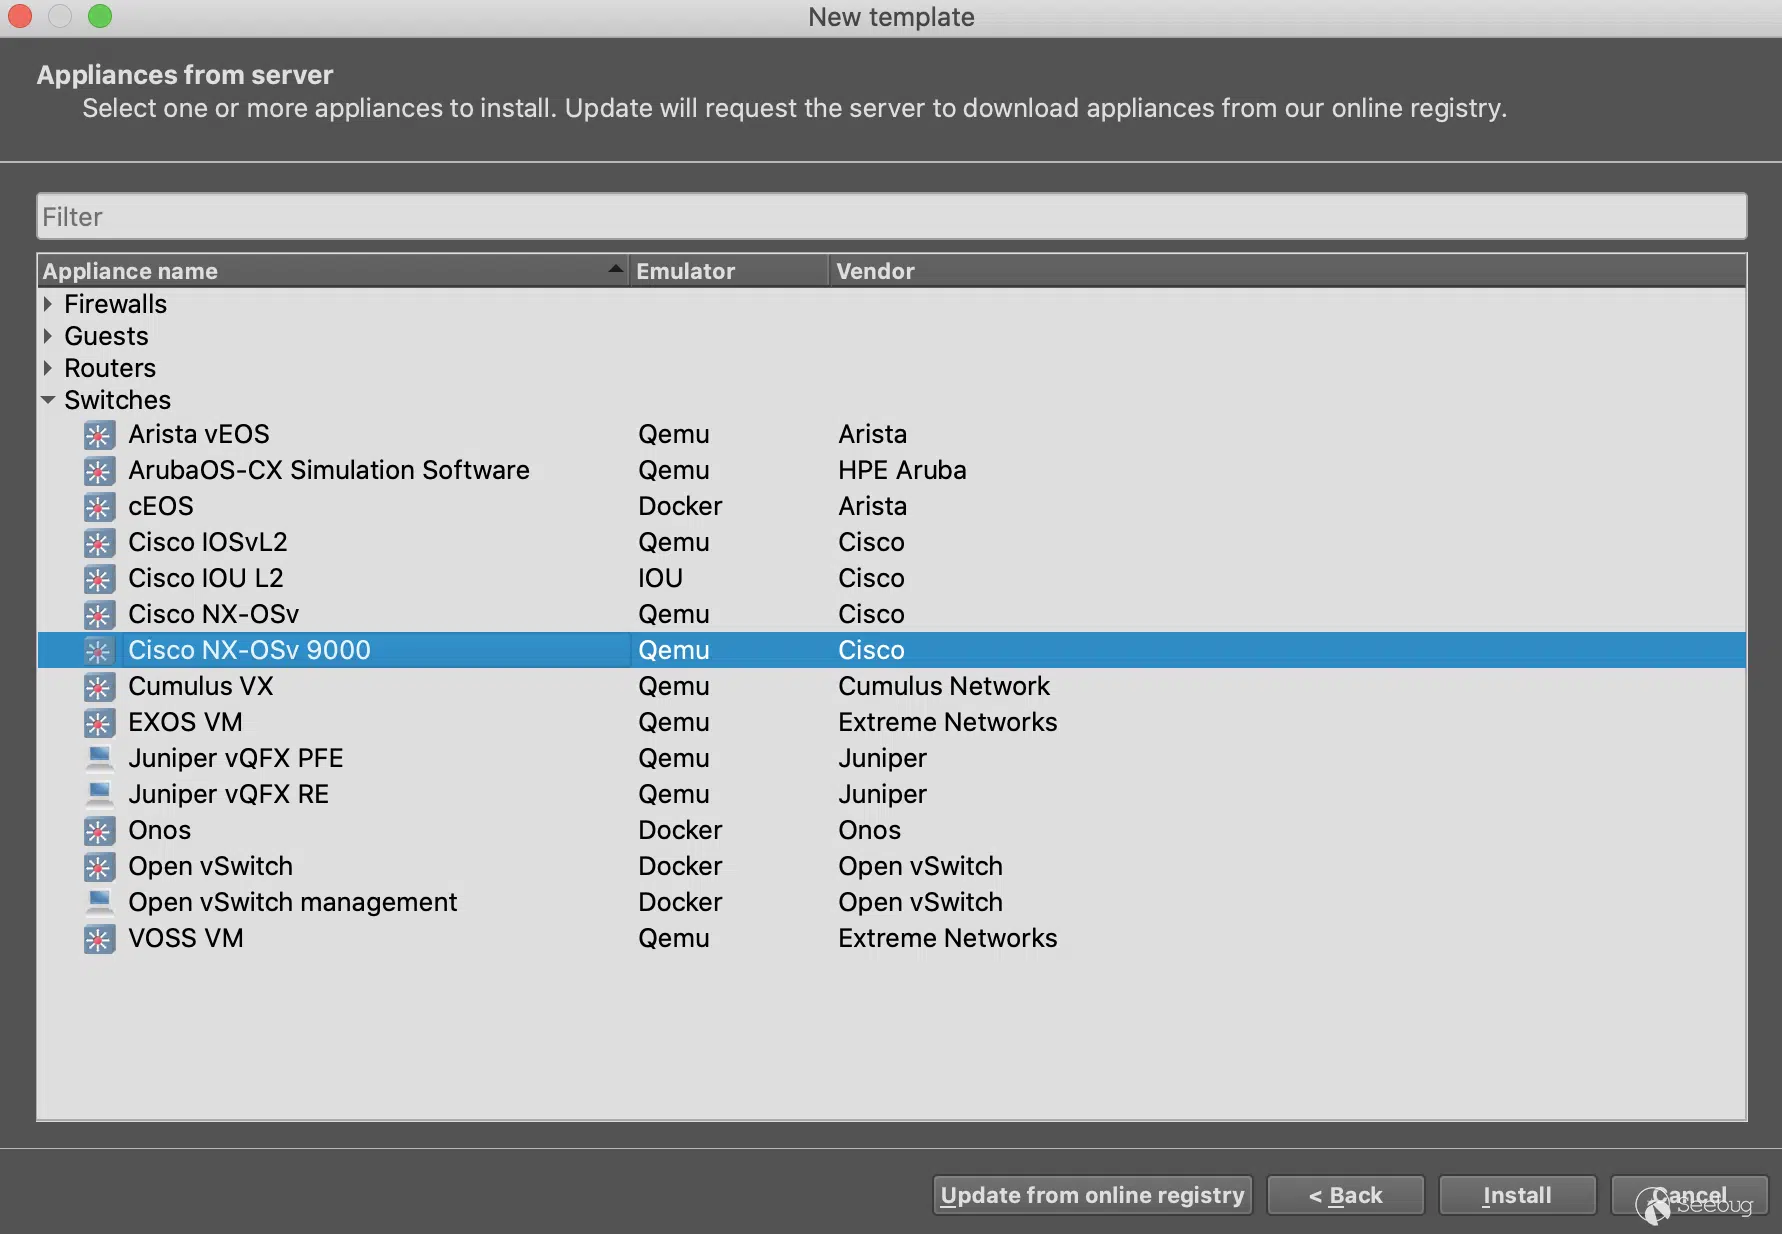 New template
Appliances from server
Select one or more appliances to install. Update will request the server to download appliances from our online registry.
Filter
Appliance name Emulator Vendor
Firewalls
Guests
Routers
Switches
Arista vEOS Qemu Arista
ArubaOS-CX Simulation Software Qemu HPE Aruba
cEOS Docker Arista
Cisco IOSvL2 Qemu Cisco
Cisco IOU L2 IOU Cisco
Cisco NX-OSv Qemu Cisco
Cisco NX-OSv 9000 Qemu Cisco
Cumulus VX Qemu Cumulus Network
EXOS VM Qemu Extreme Networks
Juniper vQFX PFE Qemu Juniper
Juniper vQFX RE Qemu Juniper
Onos Docker Onos
Open vSwitch Docker Open vSwitch
Open vSwitch management Docker Open vSwitch
VOSS VM Qemu Extreme Networks
Update from online registry < Back Install Cancel
Seebug